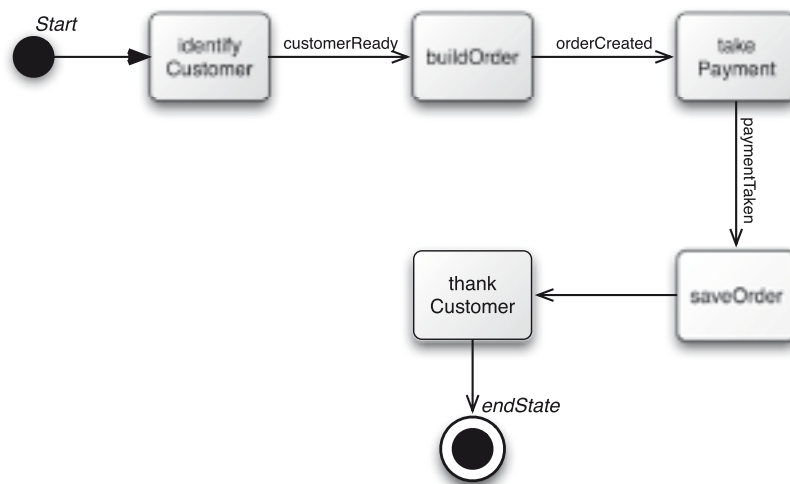 Start
identify
Customer
customerReady
buildOrder
orderCreated
take
Payment
paymentTaken
saveOrder
thank
Customer
endState